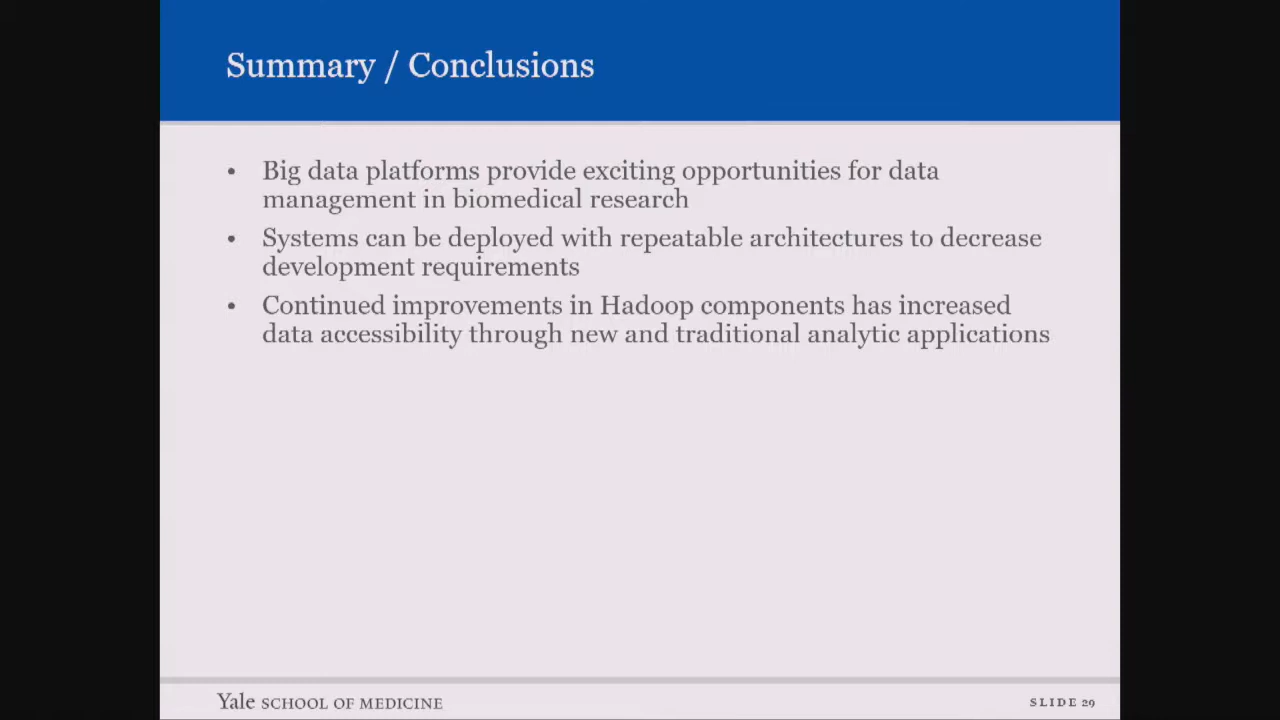 Summary / Conclusions
• Big data platforms provide exciting opportunities for data
management in biomedical research
• Systems can be deployed with repeatable architectures to decrease
development requirements
• Continued improvements in Hadoop components has increased
data accessibility through new and traditional analytic applications
Yale SCHOOL OF MEDICINE
SLIDE 29